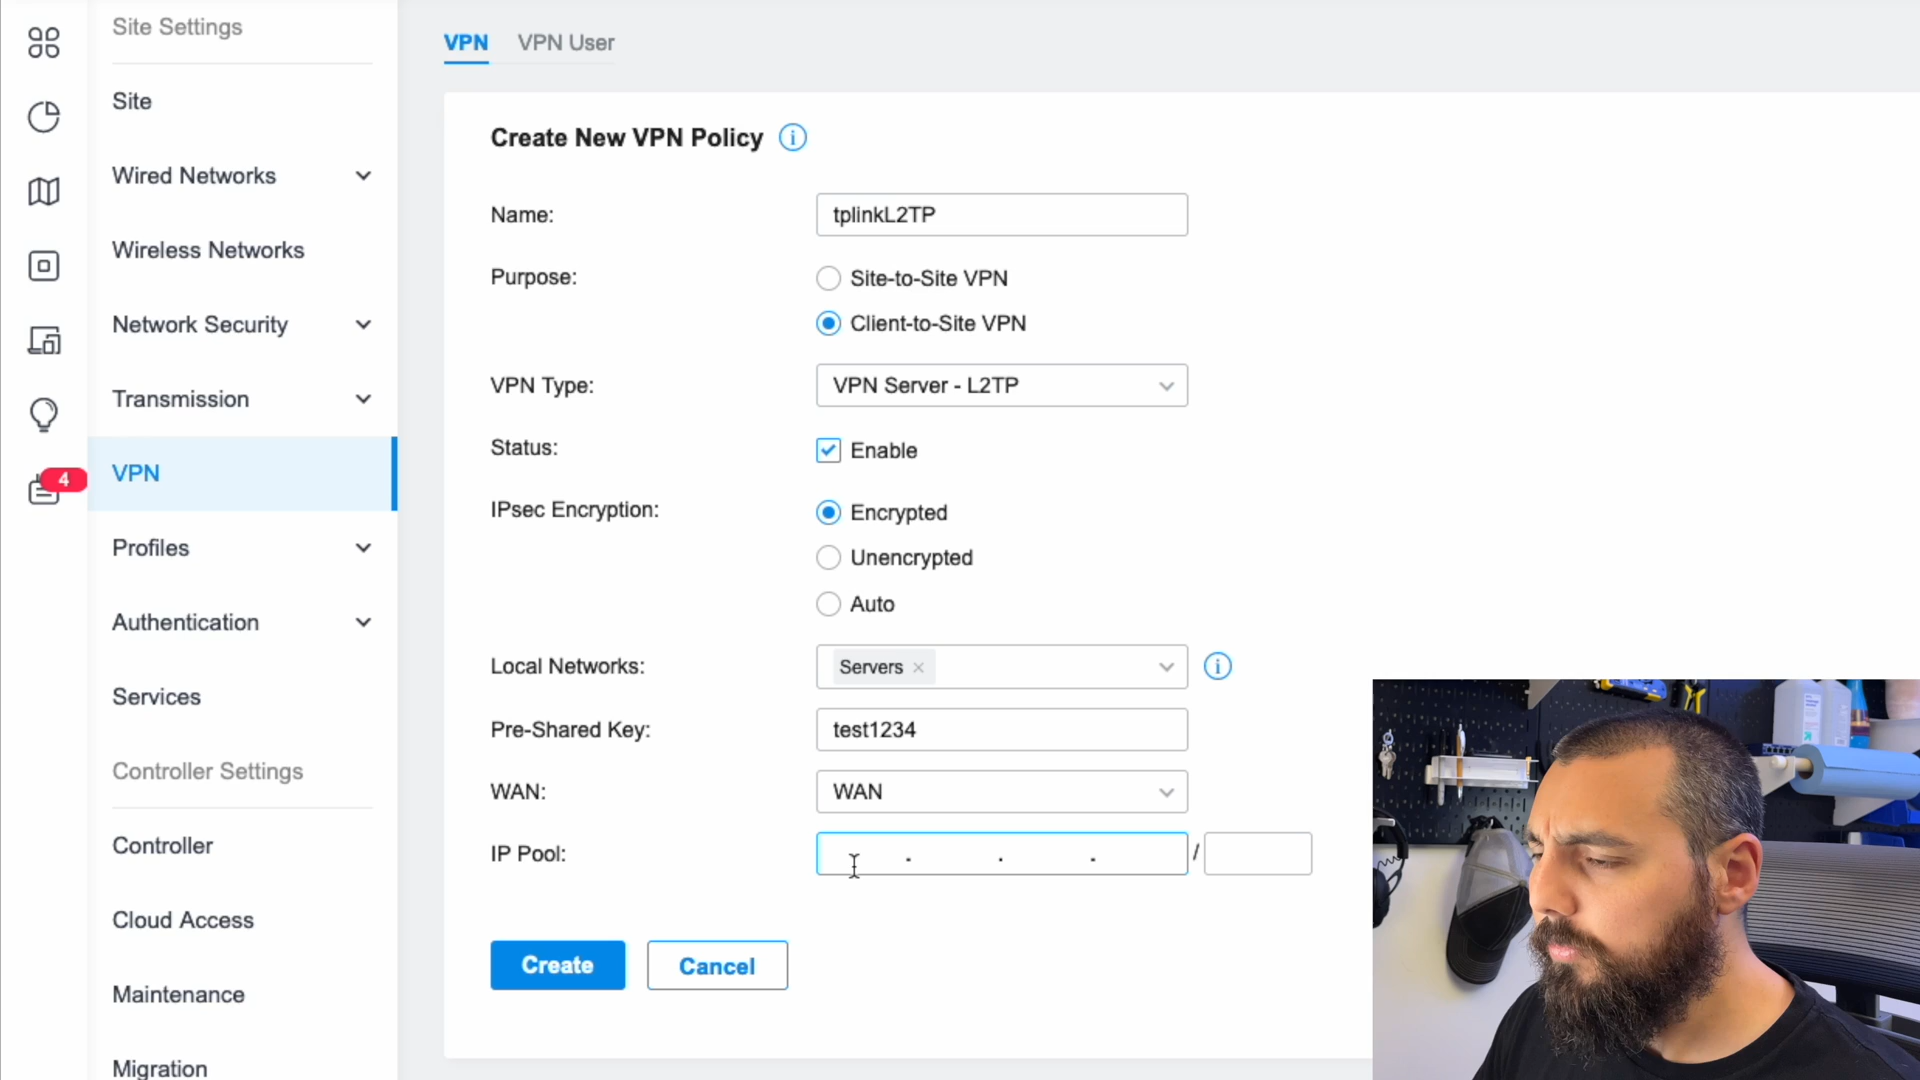 Site Settings
Site
Wired Networks
Wireless Networks
Network Security
Transmission
VPN
4
Profiles
Authentication
Services
Controller Settings
Controller
Cloud Access
Maintenance
Migration
VPN VPN User
Create New VPN Policy i
Name: tplinkL2TP
Purpose: Site-to-Site VPN
Client-to-Site VPN
VPN Type: VPN Server - L2TP
Status: Enable
IPsec Encryption: Encrypted
Unencrypted
Auto
Local Networks: Servers × i
Pre-Shared Key: test1234
WAN: WAN
IP Pool: . . . /
Create Cancel